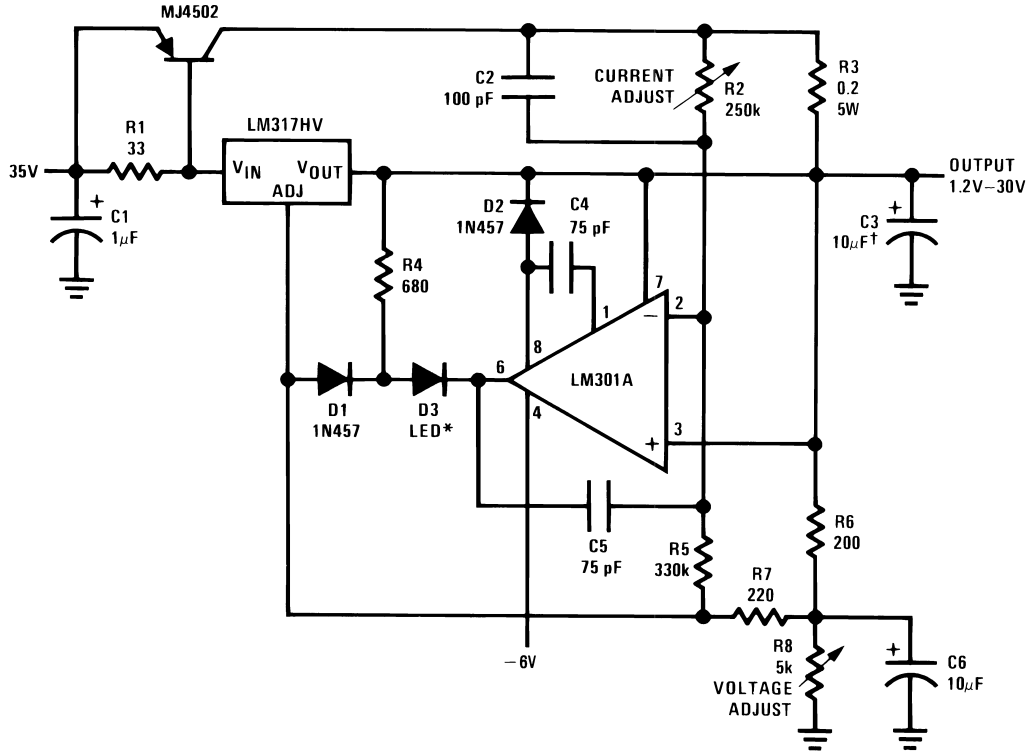 MJ4502
C2
100 pF
CURRENT
ADJUST
R2
250k
R3
0.2
5W
R1
33
LM317HV
35V
VIN
VOUT
ADJ
OUTPUT
1.2V–30V
+
C1
1µF
D2
1N457
C4
75 pF
+
C3
10µF†
R4
680
7
1
–
2
8
6
LM301A
D1
1N457
D3
LED*
4
+
3
C5
75 pF
R5
330k
R6
200
R7
220
–6V
R8
5k
VOLTAGE
ADJUST
+
C6
10µF